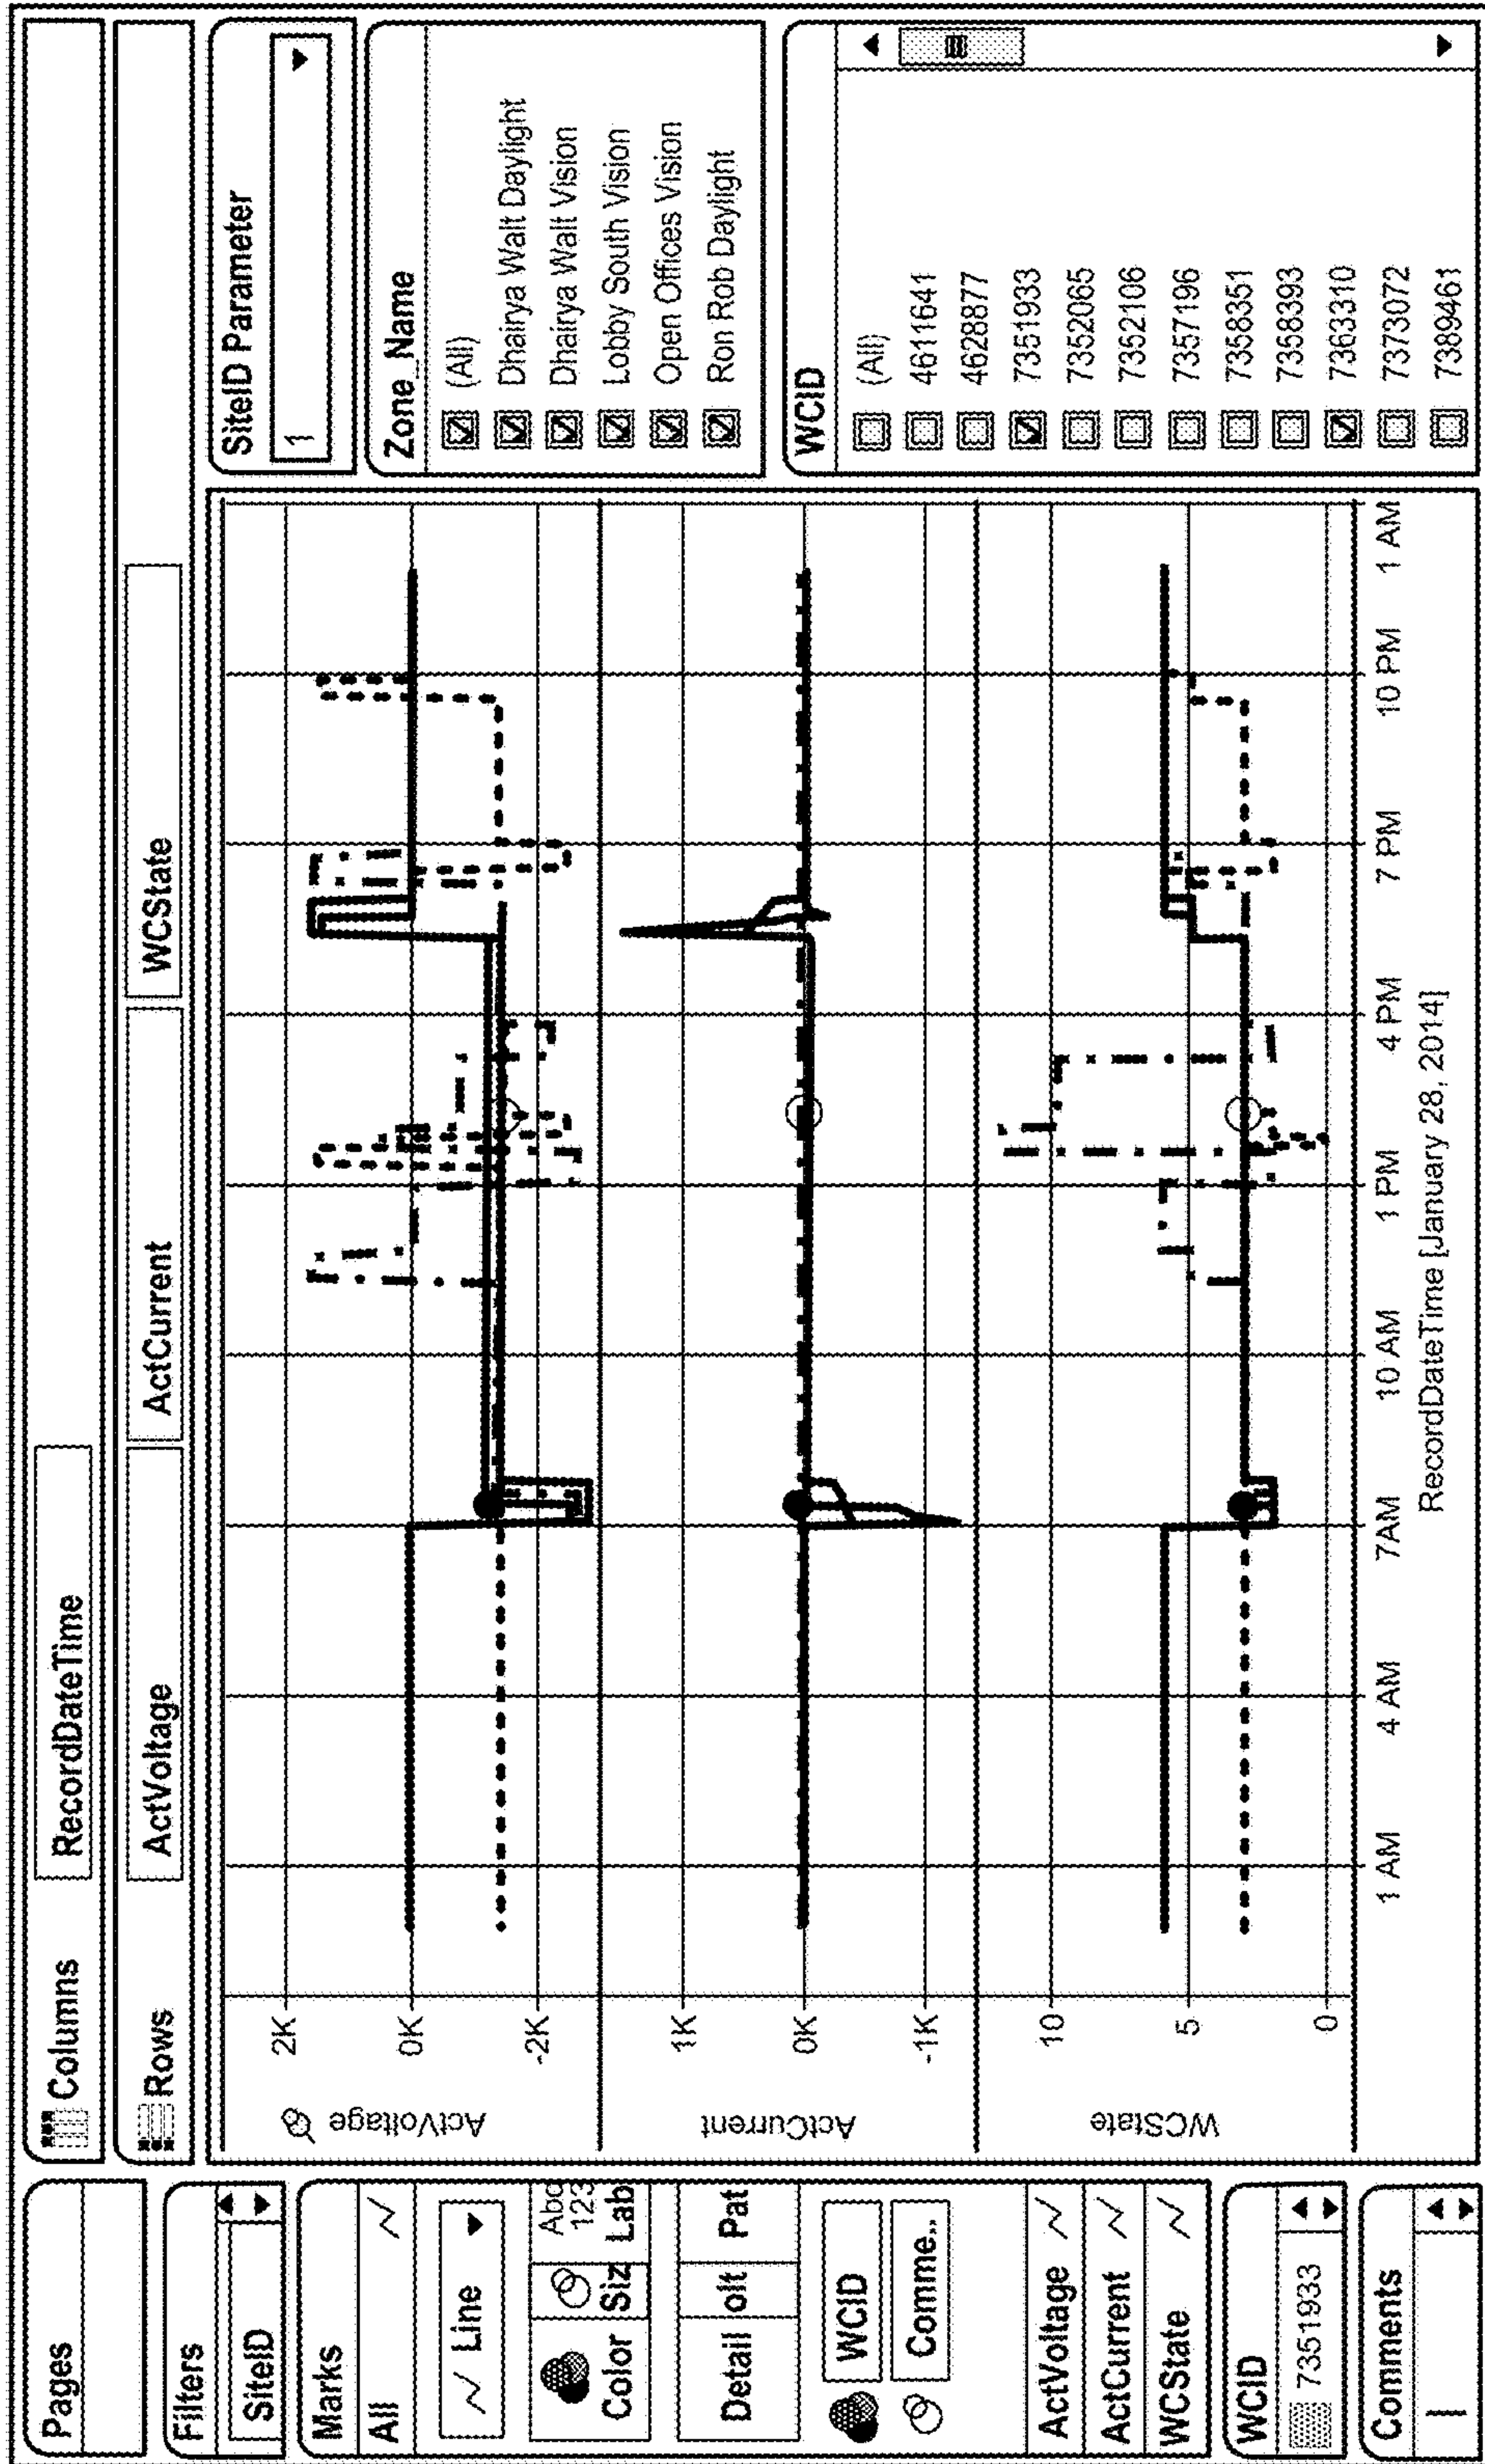 Pages
Columns
RecordDateTime
Rows
ActVoltage
ActCurrent
WCState
Filters
SiteID
Marks
All
Line
Color
Siz
Abc
123
Lab
Detail
olt
Pat
WCID
Comme..
ActVoltage
ActCurrent
WCState
WCID
7351933
Comments
ActVoltage
2K
0K
-2K
ActCurrent
1K
0K
-1K
WCState
10
5
0
1 AM
4 AM
7AM
10 AM
1 PM
4 PM
7 PM
10 PM
1 AM
RecordDateTime [January 28, 2014]
SiteID Parameter
1
Zone_Name
(All)
Dhairya Walt Daylight
Dhairya Walt Vision
Lobby South Vision
Open Offices Vision
Ron Rob Daylight
WCID
(All)
4611641
4628877
7351933
7352065
7352106
7357196
7358351
7358393
7363310
7373072
7389461